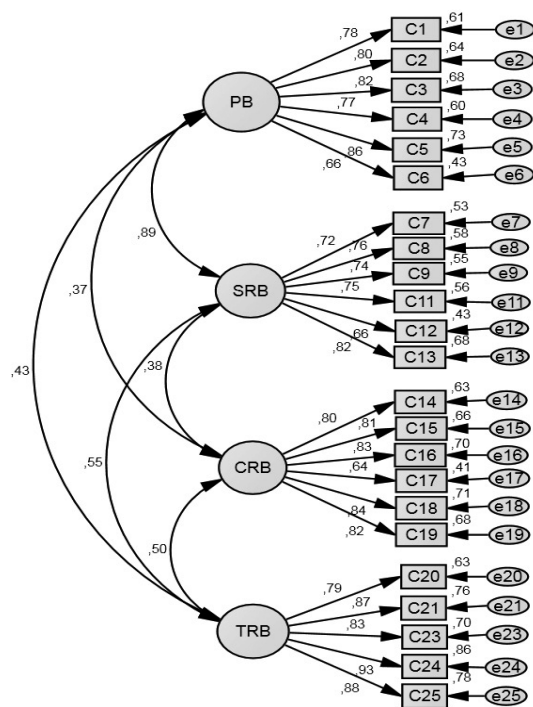 ,61
,78 C1 e1
,64
,80 C2 e2
,68
,82 C3 e3
PB ,60
,77 C4 e4
,73
C5 e5
,86 ,43
,66 C6 e6
,89
,53
,72 C7 e7
,58
,76 C8 e8
,55
,74 C9 e9
SRB ,56
,75 C11 e11
,43
,37 C12 e12
,66 ,68
,82 C13 e13
,43
,38
,63
,80 C14 e14
,66
,81 C15 e15
,55 ,70
,83 C16 e16
CRB ,41
,64 C17 e17
,71
C18 e18
,84 ,68
,82 C19 e19
,50
,63
,79 C20 e20
,76
,87 C21 e21
,70
TRB ,83 C23 e23
,86
C24 e24
,93 ,78
,88 C25 e25